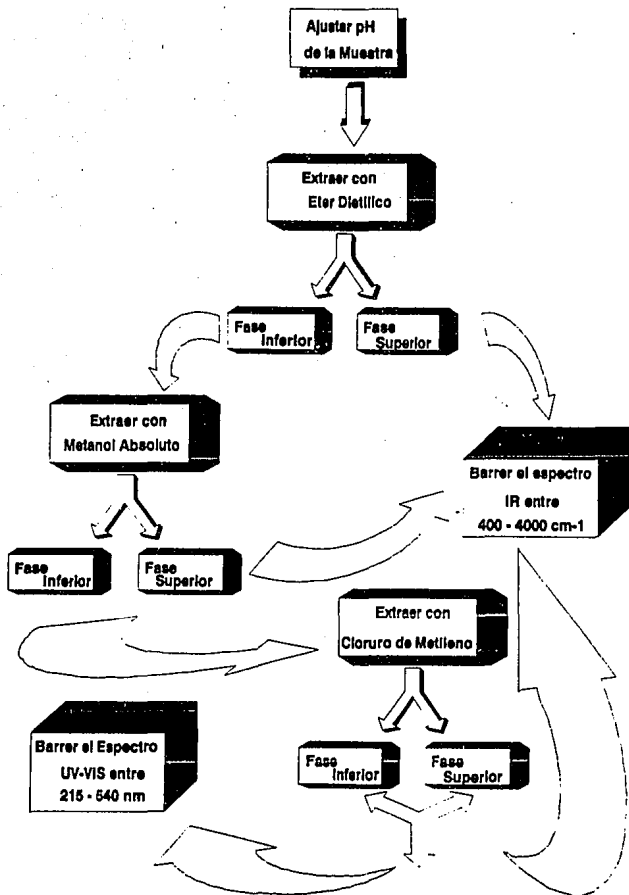 Ajustar pH
de la Muestra
Extraer con
Eter Dietílico
Fase
Inferior
Fase
Superior
Extraer con
Metanol Absoluto
Barrer el espectro
IR entre
400 - 4000 cm-1
Fase
Inferior
Fase
Superior
Extraer con
Cloruro de Metileno
Barrer el Espectro
UV-VIS entre
215 - 540 nm
Fase
Inferior
Fase
Superior